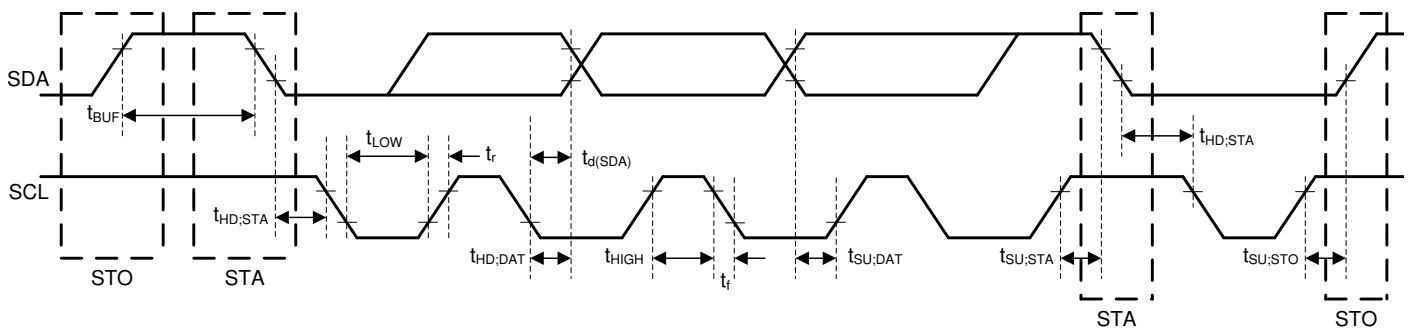 SDA
tBUF
tLOW
tr
td(SDA)
tHD;STA
SCL
tHD;STA
tHD;DAT
tHIGH
tf
tSU;DAT
tSU;STA
tSU;STO
STO
STA
STA
STO